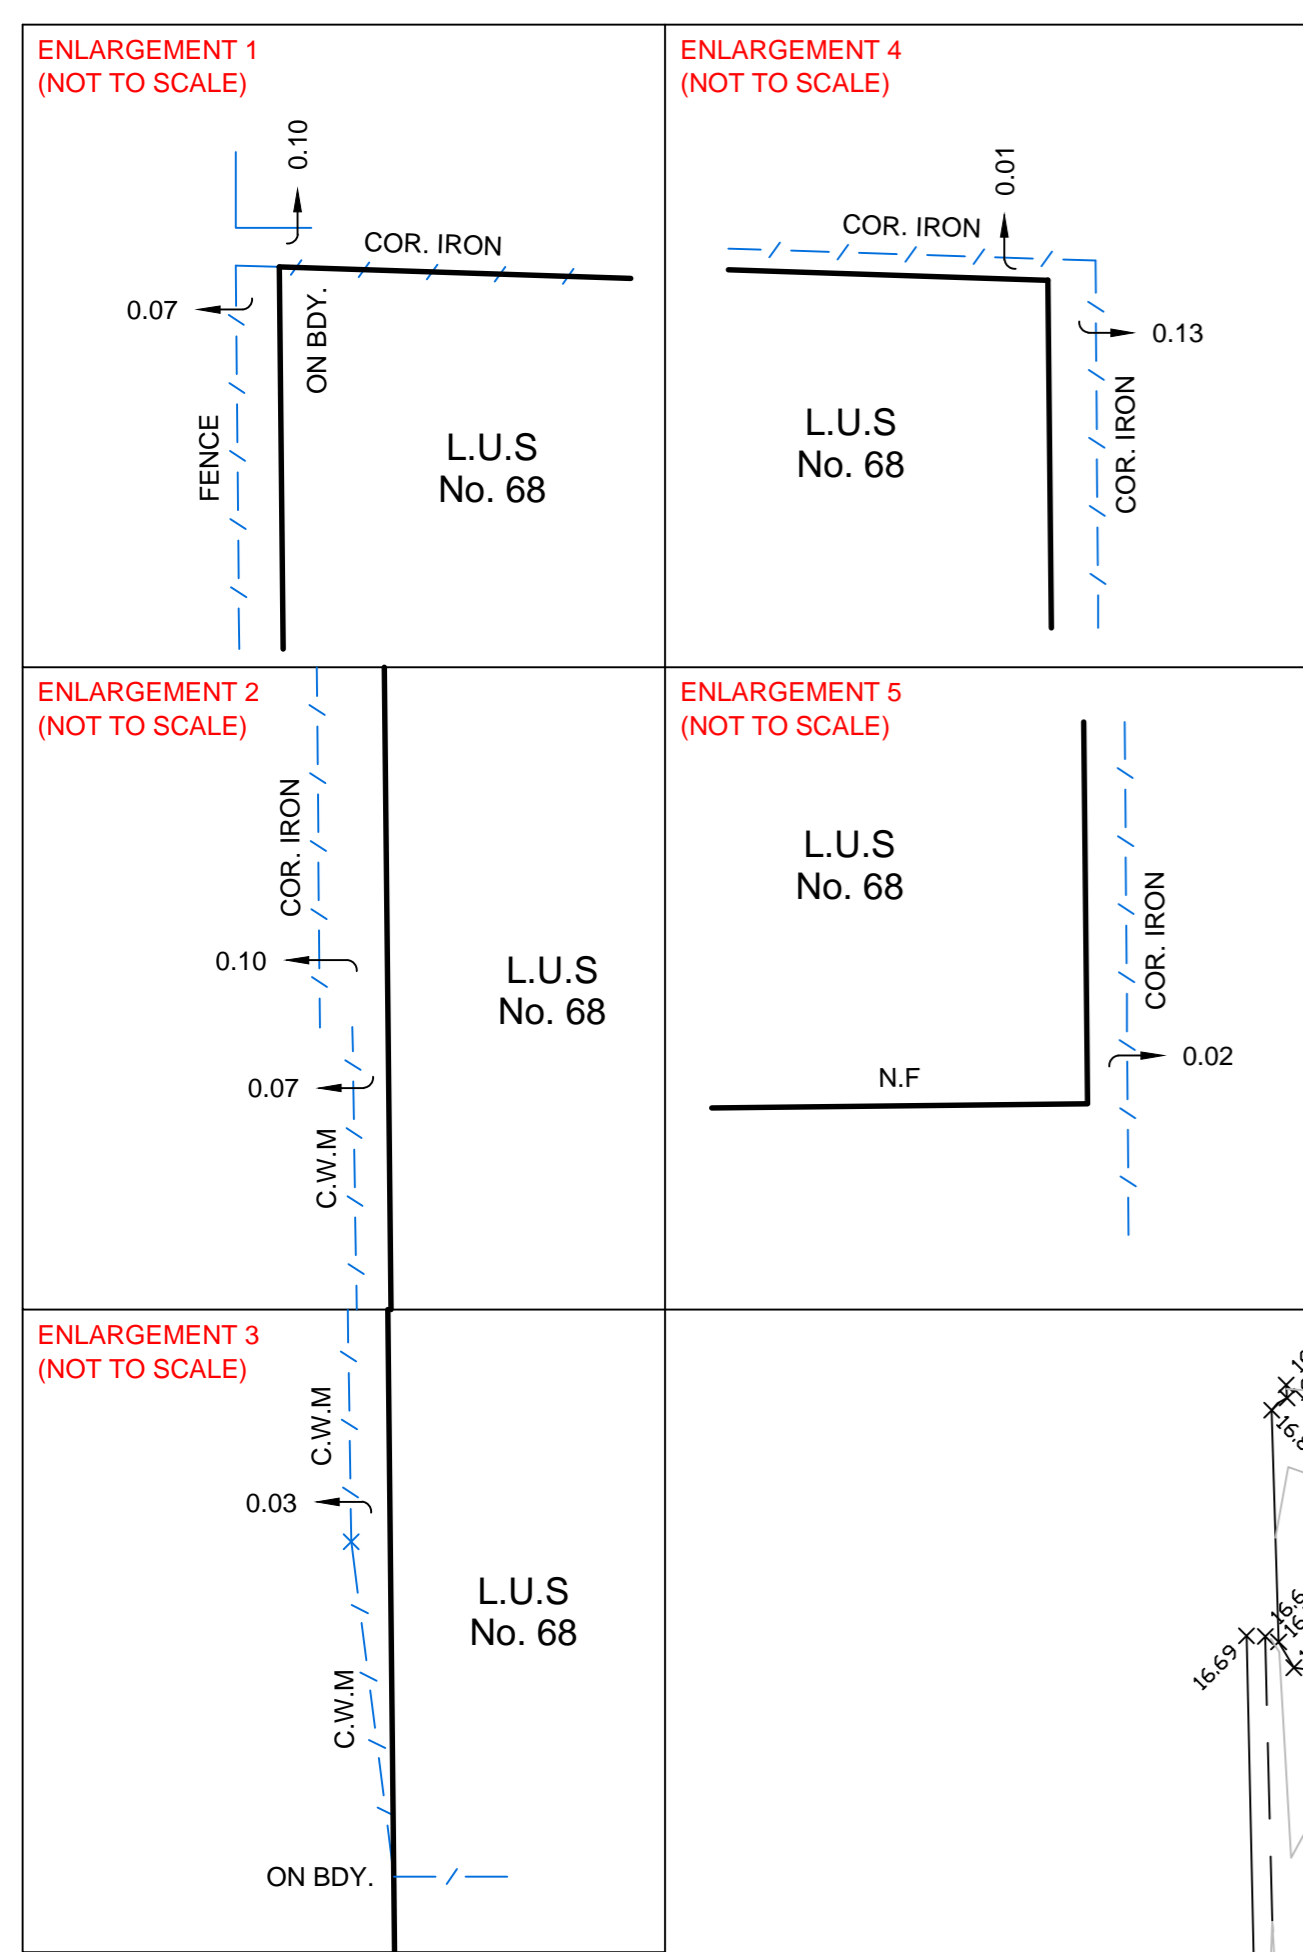 ENLARGEMENT 1
(NOT TO SCALE)
0.10
COR. IRON
0.07
ON BDY.
FENCE
L.U.S
No. 68
ENLARGEMENT 4
(NOT TO SCALE)
0.01
COR. IRON
0.13
COR. IRON
L.U.S
No. 68
ENLARGEMENT 2
(NOT TO SCALE)
COR. IRON
0.10
L.U.S
No. 68
0.07
C.W.M
ENLARGEMENT 5
(NOT TO SCALE)
L.U.S
No. 68
COR. IRON
0.02
N.F
ENLARGEMENT 3
(NOT TO SCALE)
C.W.M
0.03
L.U.S
No. 68
C.W.M
ON BDY.
16.69